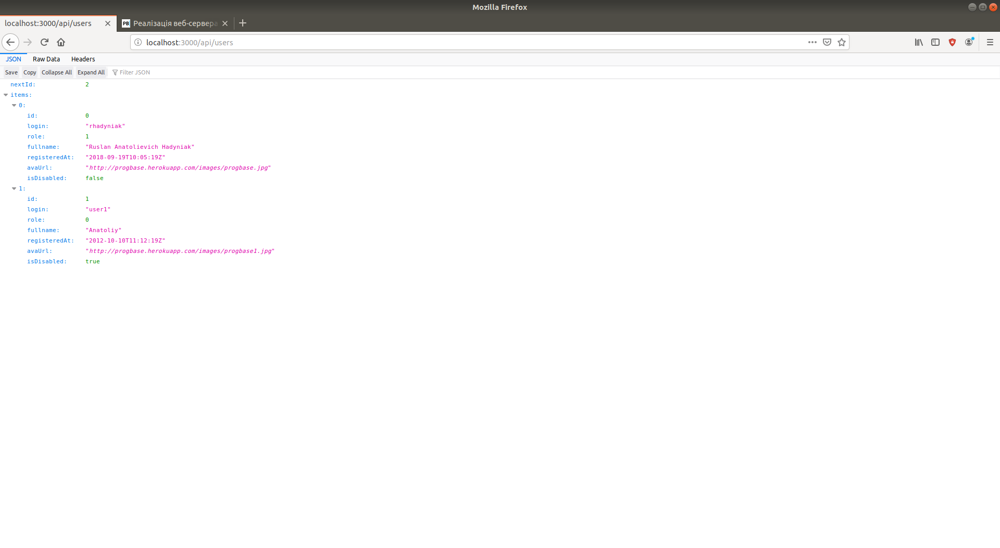 Mozilla Firefox
localhost:3000/api/users
PB Реалізація веб-сервера
localhost:3000/api/users
JSON Raw Data Headers
Save Copy Collapse All Expand All Filter JSON
nextId: 2
items:
0:
id: 0
login: "rhadyniak"
role: 1
fullname: "Ruslan Anatolievich Hadyniak"
registeredAt: "2018-09-19T10:05:19Z"
avaUrl: "http://progbase.herokuapp.com/images/progbase.jpg"
isDisabled: false
1:
id: 1
login: "user1"
role: 0
fullname: "Anatoliy"
registeredAt: "2012-10-10T11:12:19Z"
avaUrl: "http://progbase.herokuapp.com/images/progbase1.jpg"
isDisabled: true